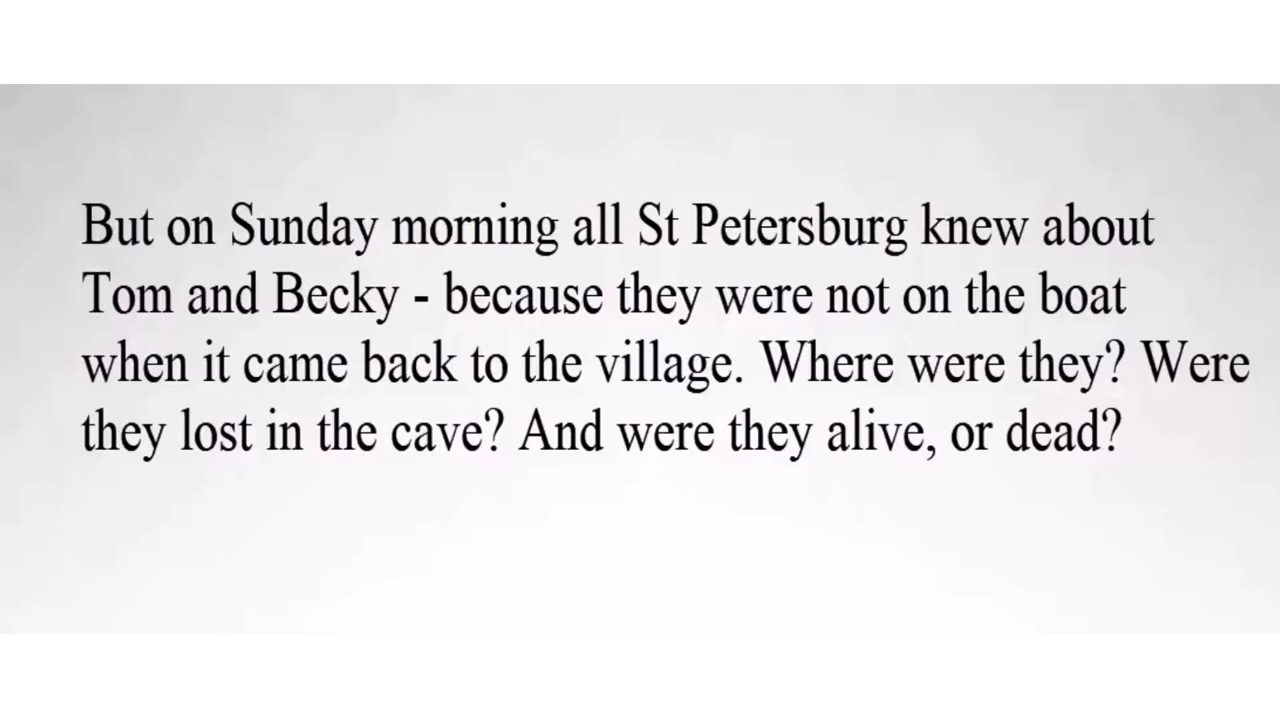 But on Sunday morning all St Petersburg knew about
Tom and Becky - because they were not on the boat
when it came back to the village. Where were they? Were
they lost in the cave? And were they alive, or dead?